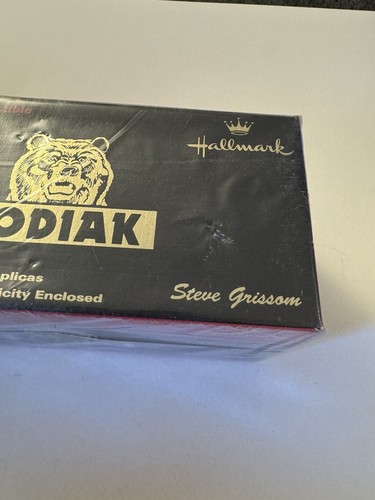 Hallmark
ODIAK
plicas
icity Enclosed
Steve Grissom